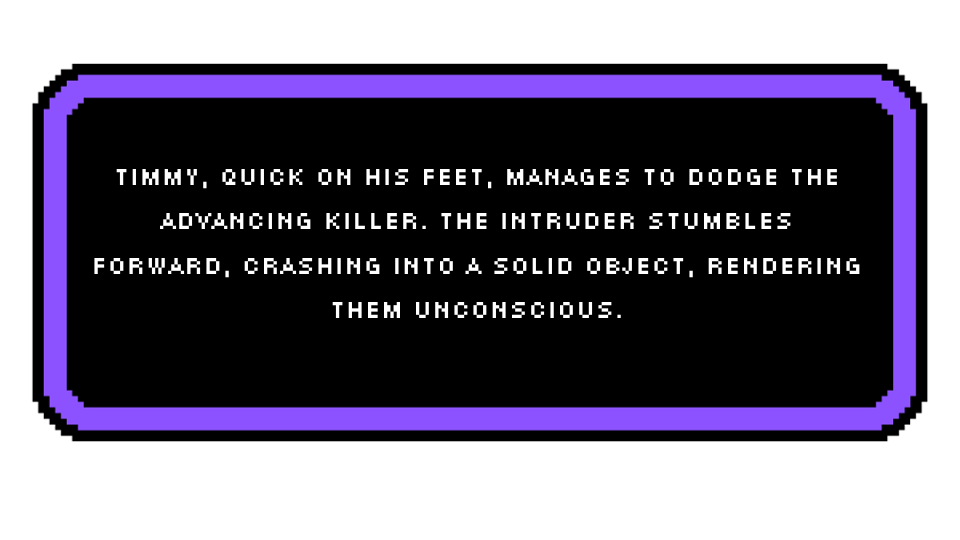 TIMMY, QUICK ON HIS FEET, MANAGES TO DODGE THE
ADVANCING KILLER. THE INTRUDER STUMBLES
FORWARD, CRASHING INTO A SOLID OBJECT, RENDERING
THEM UNCONSCIOUS.